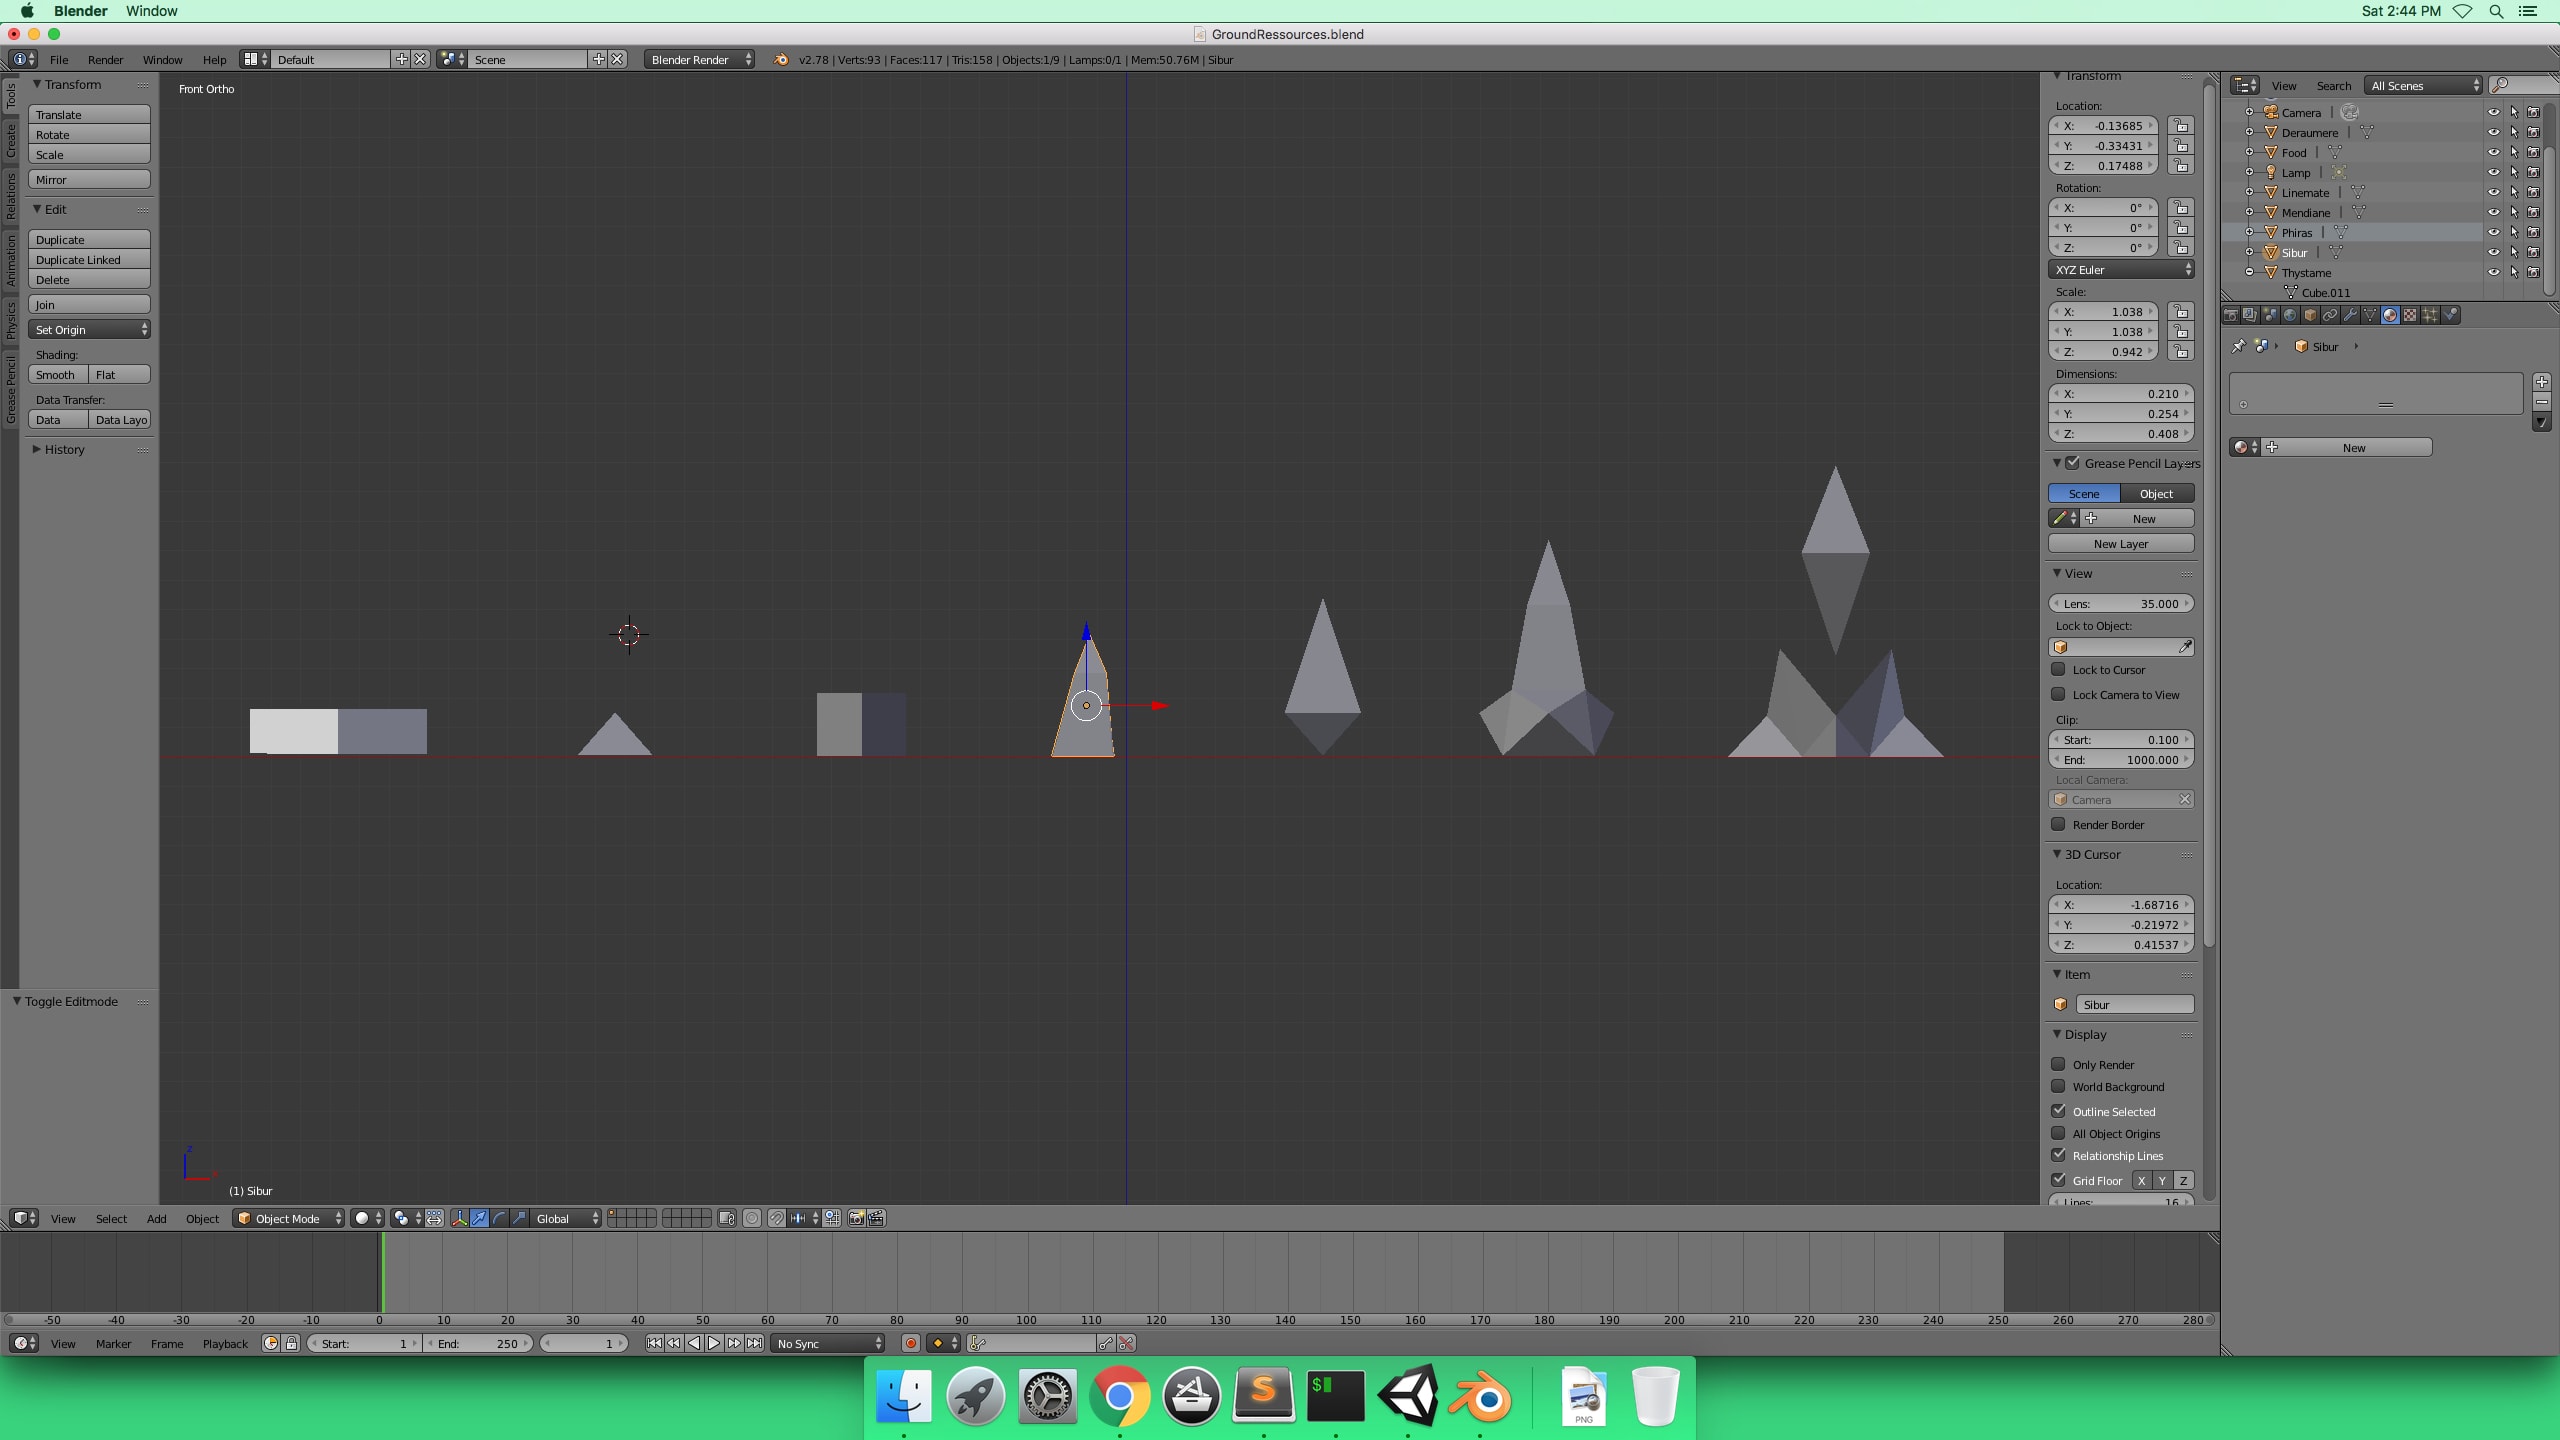 Blender Window
Sat 2:44 PM
GroundRessources.blend
File Render Window Help
Default
Scene
Blender Render
v2.78 | Verts:93 | Faces:117 | Tris:158 | Objects:1/9 | Lamps:0/1 | Mem:50.76M | Sibur
Tools
Create
Relations
Animation
Physics
Grease Pencil
Transform
Translate
Rotate
Scale
Mirror
Edit
Duplicate
Duplicate Linked
Delete
Join
Set Origin
Shading:
Smooth Flat
Data Transfer:
Data Data Layo
History
Toggle Editmode
Front Ortho
z
x
(1) Sibur
Transform
Location:
X: -0.13685
Y: -0.33431
Z: 0.17488
Rotation:
X: 0°
Y: 0°
Z: 0°
XYZ Euler
Scale:
X: 1.038
Y: 1.038
Z: 0.942
Dimensions:
X: 0.210
Y: 0.254
Z: 0.408
Grease Pencil Layers
Scene Object
New
New Layer
View
Lens: 35.000
Lock to Object:
Lock to Cursor
Lock Camera to View
Clip:
Start: 0.100
End: 1000.000
Local Camera:
Camera
Render Border
3D Cursor
Location:
X: -1.68716
Y: -0.21972
Z: 0.41537
Item
Sibur
Display
Only Render
World Background
Outline Selected
All Object Origins
Relationship Lines
Grid Floor X Y Z
Lines: 16
View Search All Scenes
Camera
Deraumere
Food
Lamp
Linemate
Mendiane
Phiras
Sibur
Thystame
Cube.011
Sibur
New
View Select Add Object Object Mode Global
-50 -40 -30 -20 -10 0 10 20 30 40 50 60 70 80 90 100 110 120 130 140 150 160 170 180 190 200 210 220 230 240 250 260 270 280
View Marker Frame Playback Start: 1 End: 250 1 No Sync
S
$
PNG